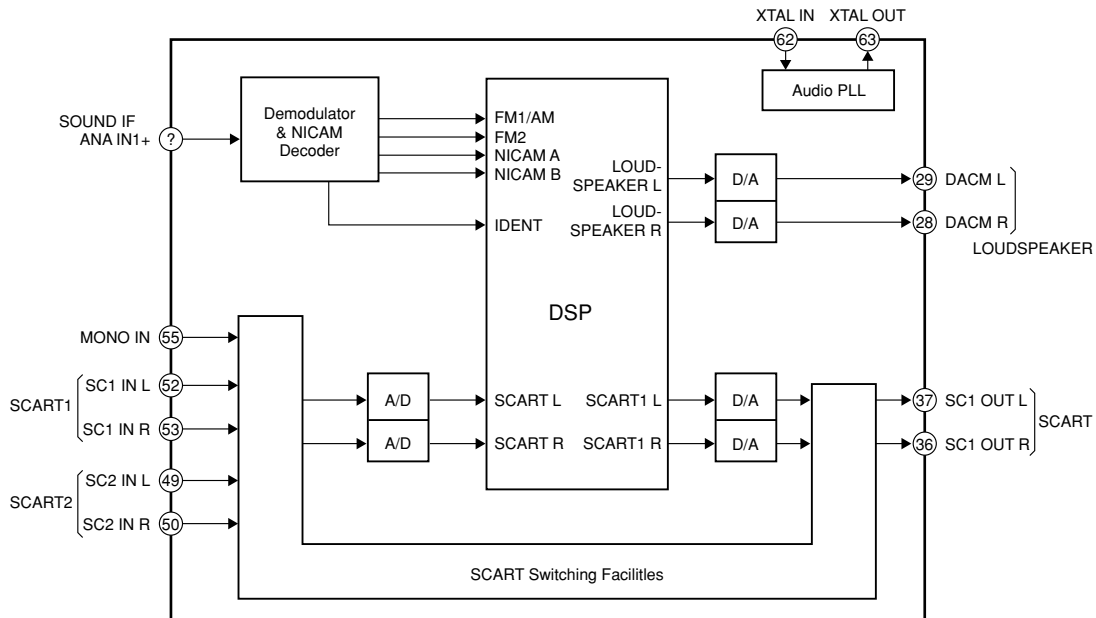 XTAL IN XTAL OUT
62 63
Audio PLL
SOUND IF
ANA IN1+
?
Demodulator
& NICAM
Decoder
FM1/AM
FM2
NICAM A
NICAM B
IDENT
LOUD-
SPEAKER L
LOUD-
SPEAKER R
D/A
D/A
29 DACM L
28 DACM R
LOUDSPEAKER
DSP
MONO IN 55
SCART1
SC1 IN L 52
SC1 IN R 53
SCART2
SC2 IN L 49
SC2 IN R 50
A/D
A/D
SCART L
SCART R
SCART1 L
SCART1 R
D/A
D/A
37 SC1 OUT L
36 SC1 OUT R
SCART
SCART Switching Facilitles